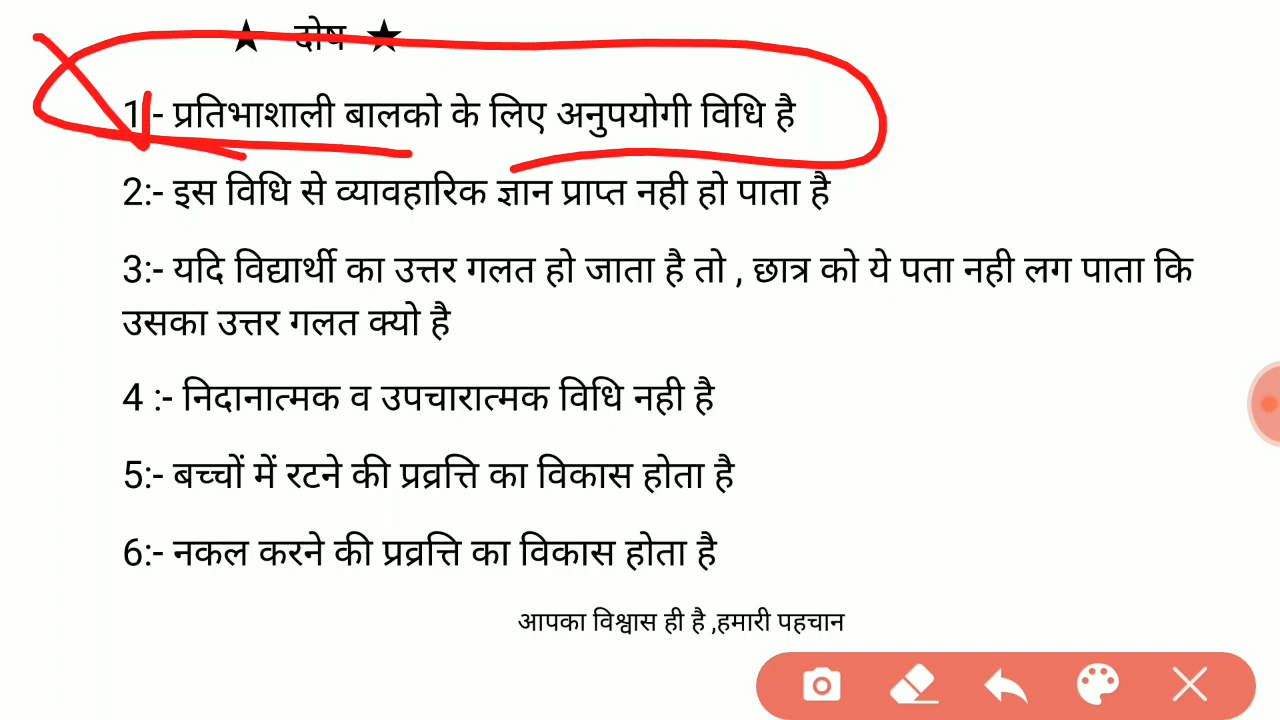 ★ दोष ★
1:- प्रतिभाशाली बालको के लिए अनुपयोगी विधि है
2:- इस विधि से व्यावहारिक ज्ञान प्राप्त नही हो पाता है
3:- यदि विद्यार्थी का उत्तर गलत हो जाता है तो , छात्र को ये पता नही लग पाता कि
उसका उत्तर गलत क्यो है
4 :- निदानात्मक व उपचारात्मक विधि नही है
5:- बच्चों में रटने की प्रव्रत्ति का विकास होता है
6:- नकल करने की प्रव्रत्ति का विकास होता है
आपका विश्वास ही है ,हमारी पहचान